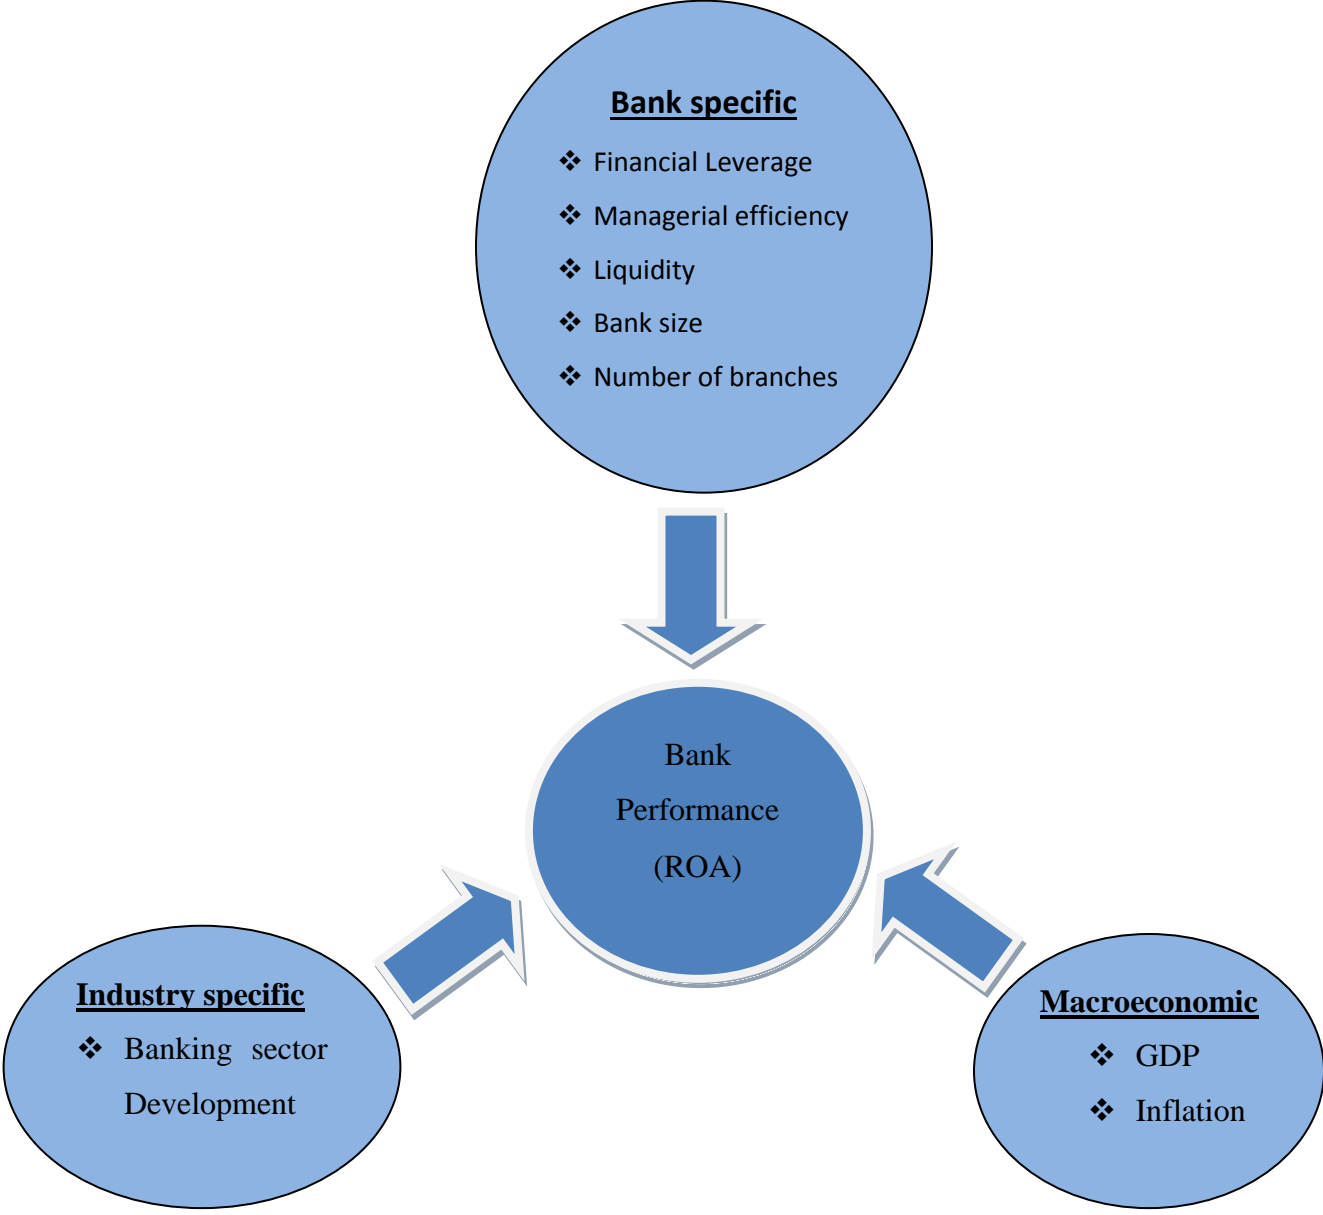 Bank specific
❖ Financial Leverage
❖ Managerial efficiency
❖ Liquidity
❖ Bank size
❖ Number of branches
Bank
Performance
(ROA)
Industry specific
❖ Banking sector
Development
Macroeconomic
❖ GDP
❖ Inflation